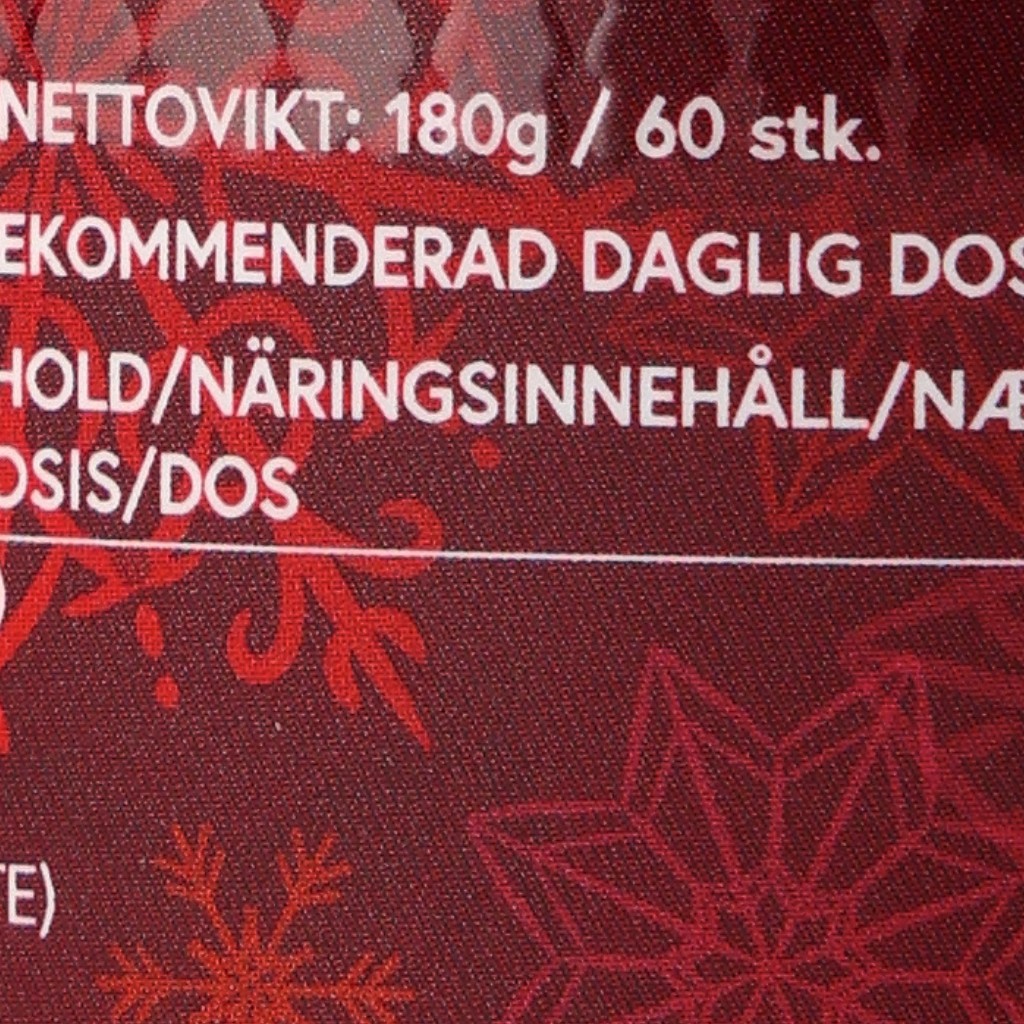 NETTOVIKT: 180g / 60 stk.
EKOMMENDERAD DAGLIG DOS
HOLD/NÄRINGSINNEHÅLL/NÆ
OSIS/DOS
)
TE)